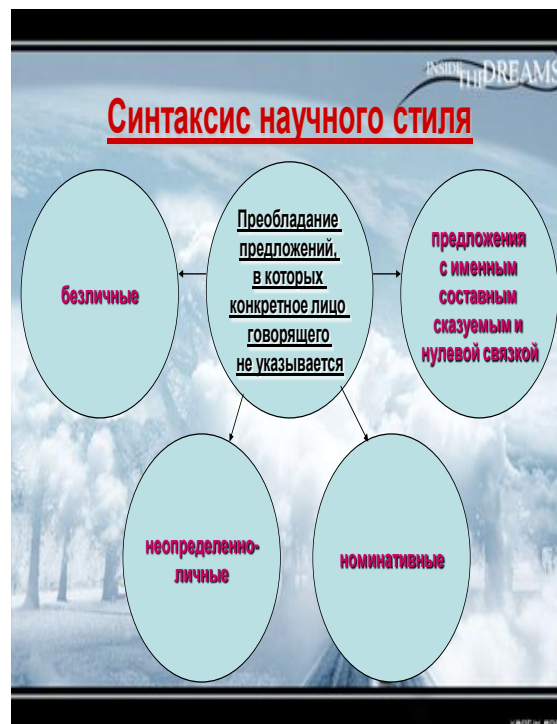 INSIDE THE DREAMS
Синтаксис научного стиля
Преобладание
предложений,
в которых
конкретное лицо
говорящего
не указывается
безличные
предложения
с именным
составным
сказуемым и
нулевой связкой
неопределенно-
личные
номинативные